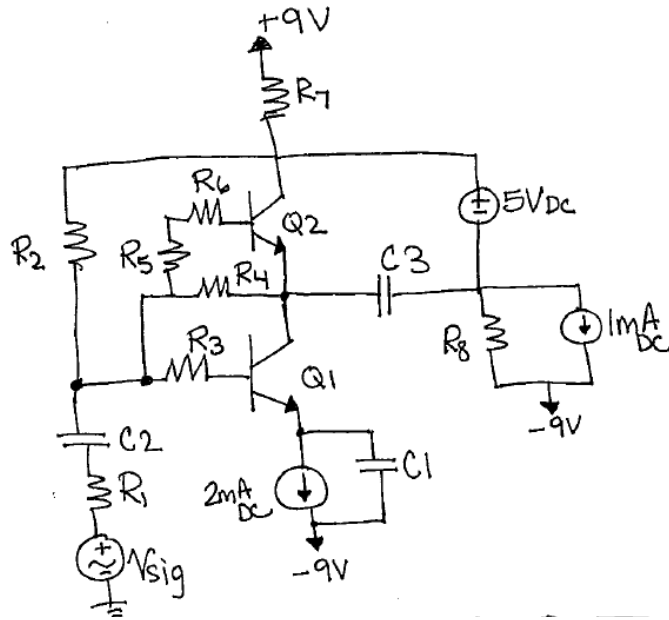 +9V
R7
R6
Q2
5VDC
R2
R5
R4
C3
R3
Q1
R8
1mA
DC
C2
C1
R1
2mA
DC
-9V
-9V
Vsig